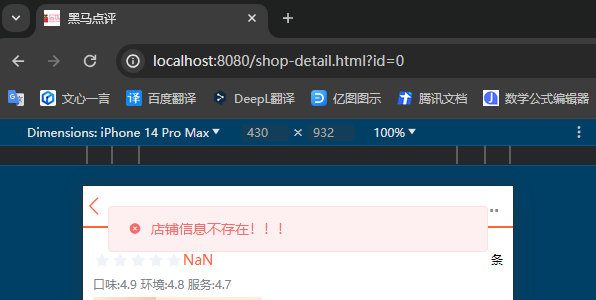 黑马点评
localhost:8080/shop-detail.html?id=0
文心一言 百度翻译 DeepL翻译 亿图图示 腾讯文档 数学公式编辑器
Dimensions: iPhone 14 Pro Max 430 × 932 100%
店铺信息不存在！！！
NaN 条
口味:4.9 环境:4.8 服务:4.7